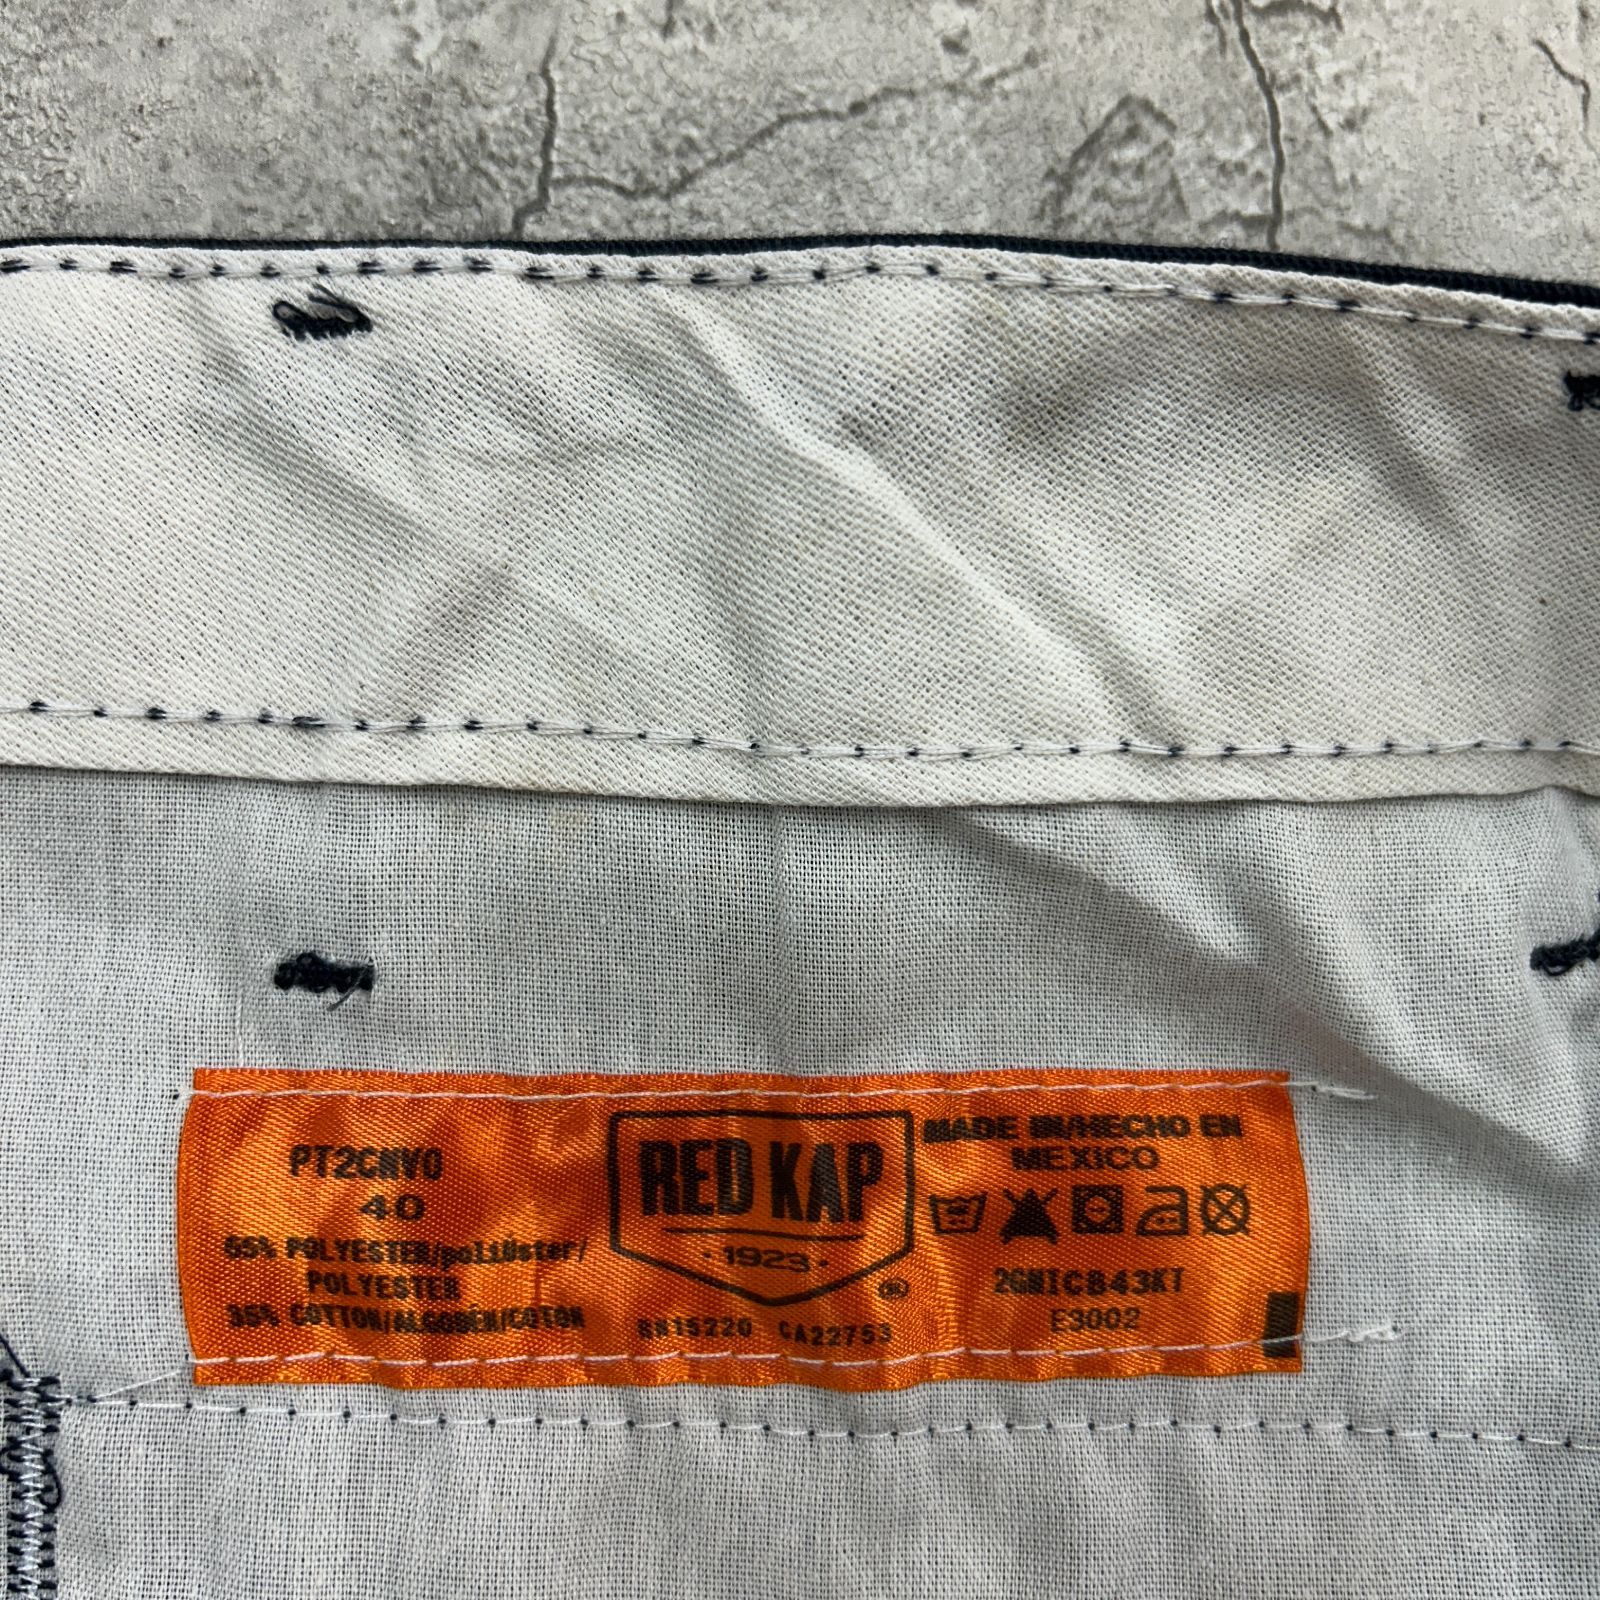 PT2CNV0
40
65% POLYESTER/poliéster/
POLYESTER
35% COTTON/ALGODÓN/COTON
RED KAP
·1923·
®
RN15220 CA22753
MADE IN/HECHO EN
MEXICO
2GMICB43KT
E3002